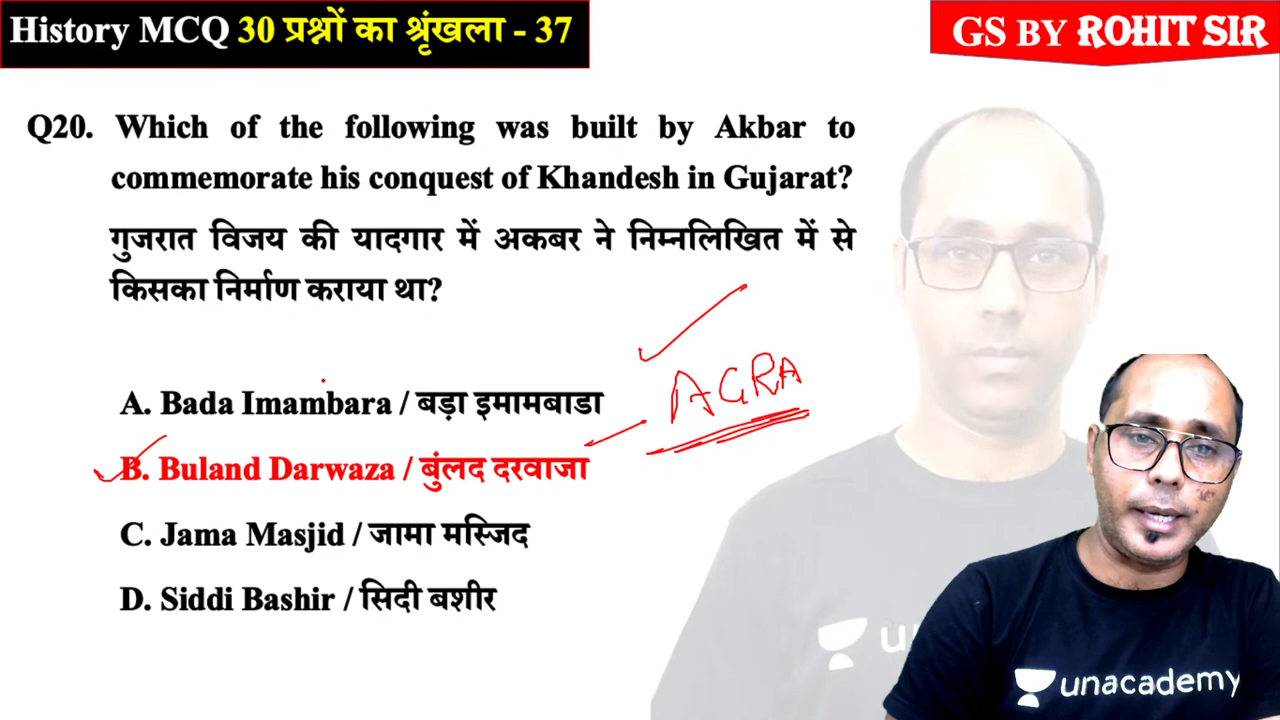 History MCQ 30 प्रश्नों का श्रृंखला - 37
GS BY ROHIT SIR
Q20. Which of the following was built by Akbar to
commemorate his conquest of Khandesh in Gujarat?
गुजरात विजय की यादगार में अकबर ने निम्नलिखित में से
किसका निर्माण कराया था?
AGRA
A. Bada Imambara / बड़ा इमामबाडा
B. Buland Darwaza / बुंलद दरवाजा
C. Jama Masjid / जामा मस्जिद
D. Siddi Bashir / सिदी बशीर
unacademy